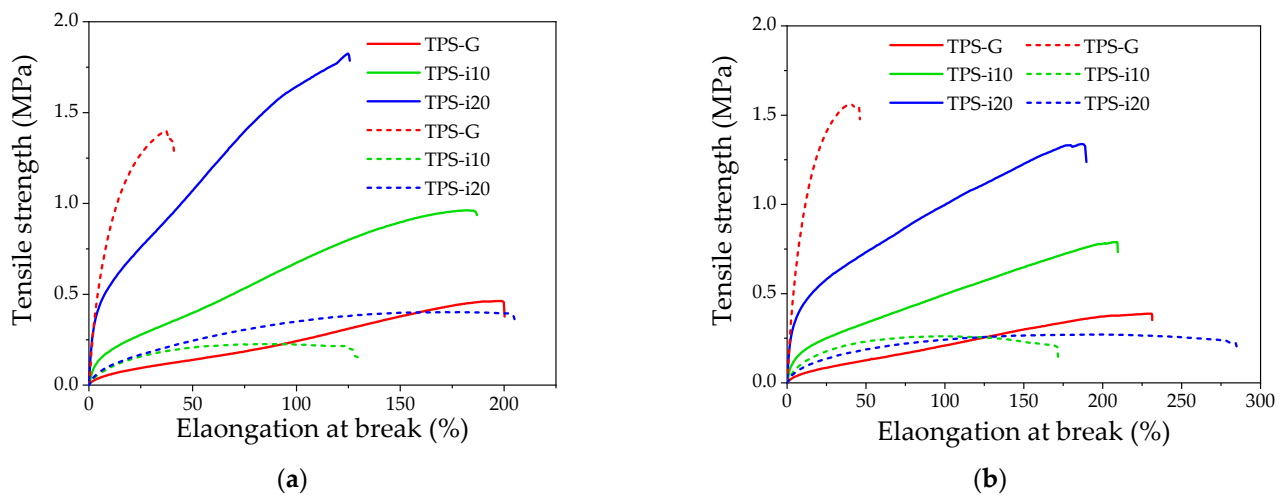 2.0
1.5
1.0
0.5
0.0
Tensile strength (MPa)
TPS-G
TPS-i10
TPS-i20
TPS-G
TPS-i10
TPS-i20
0 50 100 150 200
Elaongation at break (%)
(a)
2.0
1.5
1.0
0.5
0.0
Tensile strength (MPa)
TPS-G TPS-G
TPS-i10 TPS-i10
TPS-i20 TPS-i20
0 50 100 150 200 250 300
Elaongation at break (%)
(b)